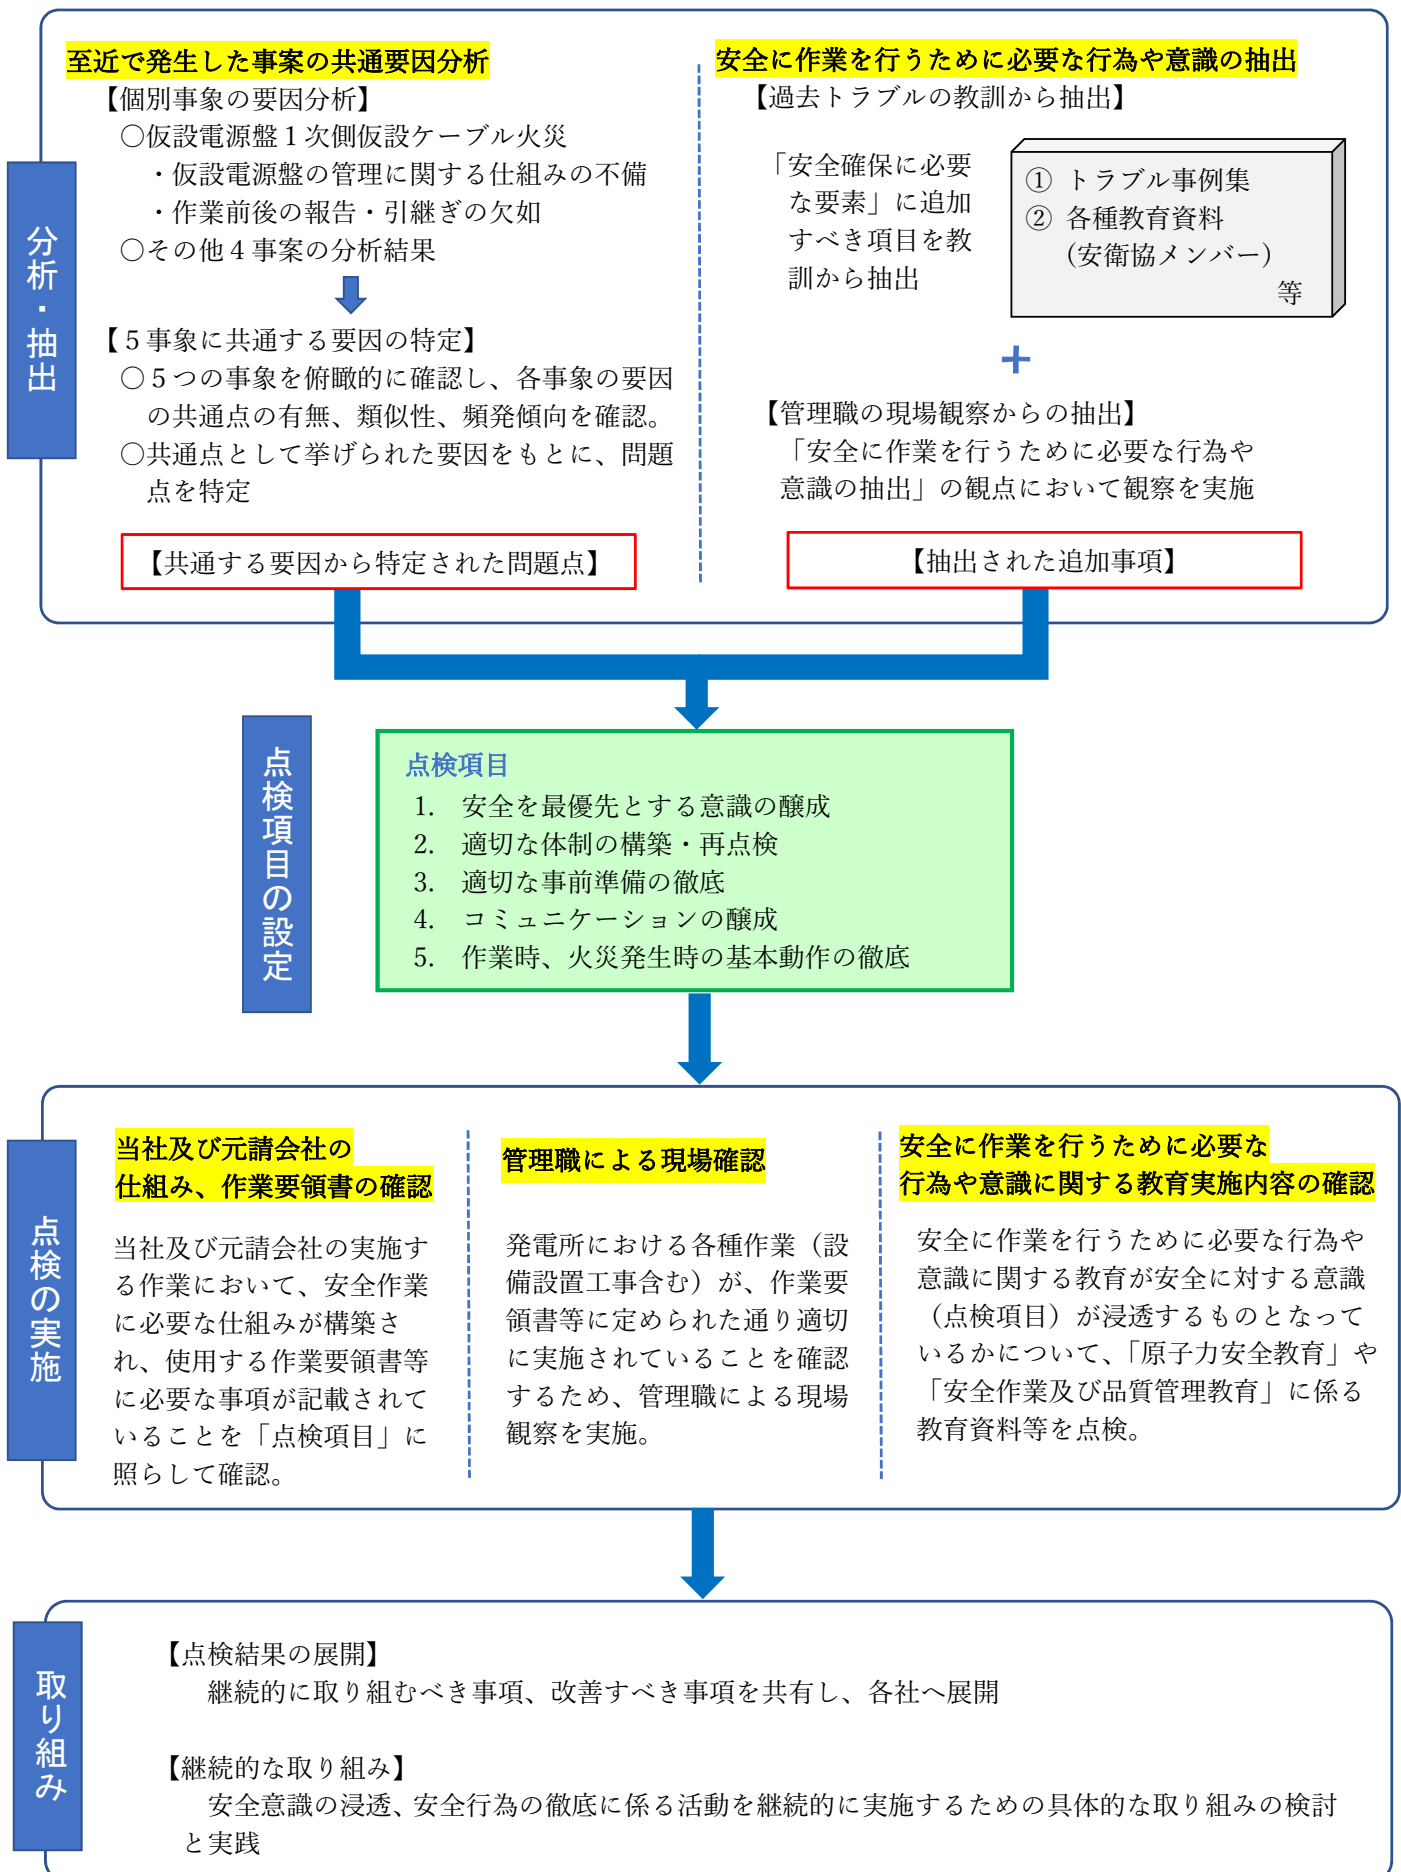 分析・抽出
至近で発生した事案の共通要因分析
【個別事象の要因分析】
○仮設電源盤１次側仮設ケーブル火災
・仮設電源盤の管理に関する仕組みの不備
・作業前後の報告・引継ぎの欠如
○その他４事案の分析結果
【５事象に共通する要因の特定】
○５つの事象を俯瞰的に確認し、各事象の要因
の共通点の有無、類似性、頻発傾向を確認。
○共通点として挙げられた要因をもとに、問題
点を特定
【共通する要因から特定された問題点】
安全に作業を行うために必要な行為や意識の抽出
【過去トラブルの教訓から抽出】
「安全確保に必要
な要素」に追加
すべき項目を教
訓から抽出
① トラブル事例集
② 各種教育資料
(安衛協メンバー)
等
+
【管理職の現場観察からの抽出】
「安全に作業を行うために必要な行為や
意識の抽出」の観点において観察を実施
【抽出された追加事項】
点検項目の設定
点検項目
1. 安全を最優先とする意識の醸成
2. 適切な体制の構築・再点検
3. 適切な事前準備の徹底
4. コミュニケーションの醸成
5. 作業時、火災発生時の基本動作の徹底
点検の実施
当社及び元請会社の
仕組み、作業要領書の確認
当社及び元請会社の実施す
る作業において、安全作業
に必要な仕組みが構築さ
れ、使用する作業要領書等
に必要な事項が記載されて
いることを「点検項目」に
照らして確認。
管理職による現場確認
発電所における各種作業（設
備設置工事含む）が、作業要
領書等に定められた通り適切
に実施されていることを確認
するため、管理職による現場
観察を実施。
安全に作業を行うために必要な
行為や意識に関する教育実施内容の確認
安全に作業を行うために必要な行為や
意識に関する教育が安全に対する意識
（点検項目）が浸透するものとなって
いるかについて、「原子力安全教育」や
「安全作業及び品質管理教育」に係る
教育資料等を点検。
取り組み
【点検結果の展開】
継続的に取り組むべき事項、改善すべき事項を共有し、各社へ展開
【継続的な取り組み】
安全意識の浸透、安全行為の徹底に係る活動を継続的に実施するための具体的な取り組みの検討
と実践